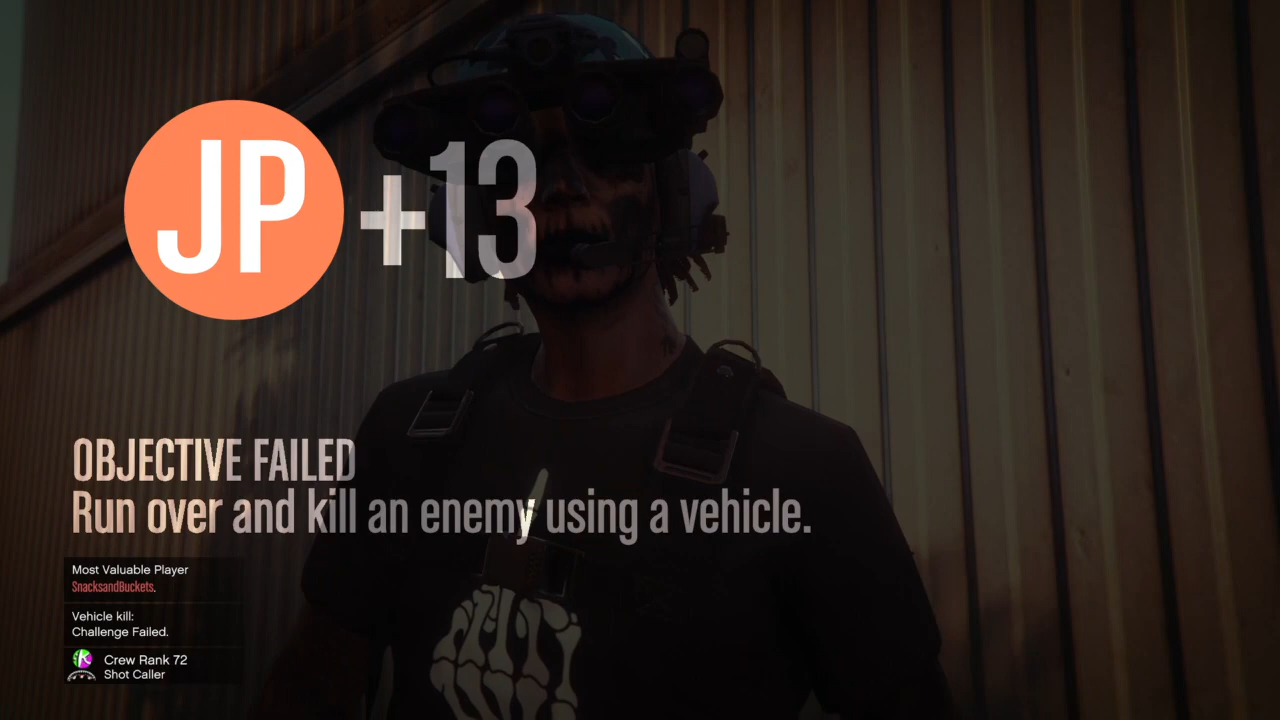 JP +13
OBJECTIVE FAILED
Run over and kill an enemy using a vehicle.
Most Valuable Player
SnacksandBuckets.
Vehicle kill:
Challenge Failed.
Crew Rank 72
Shot Caller